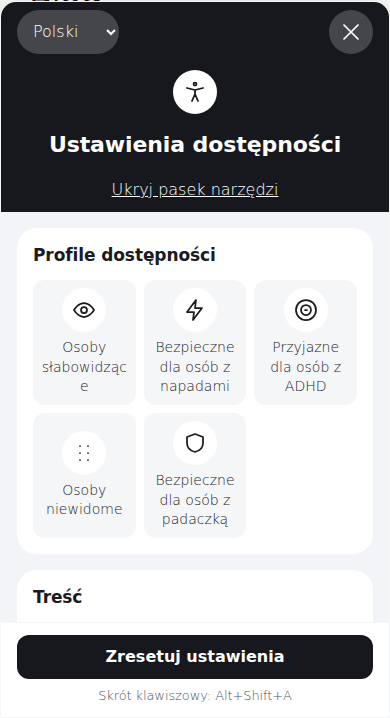 Polski
Ustawienia dostępności
Ukryj pasek narzędzi
Profile dostępności
Osoby
słabowidząc
e
Bezpieczne
dla osób z
napadami
Przyjazne
dla osób z
ADHD
Osoby
niewidome
Bezpieczne
dla osób z
padaczką
Treść
Zresetuj ustawienia
Skrót klawiszowy: Alt+Shift+A